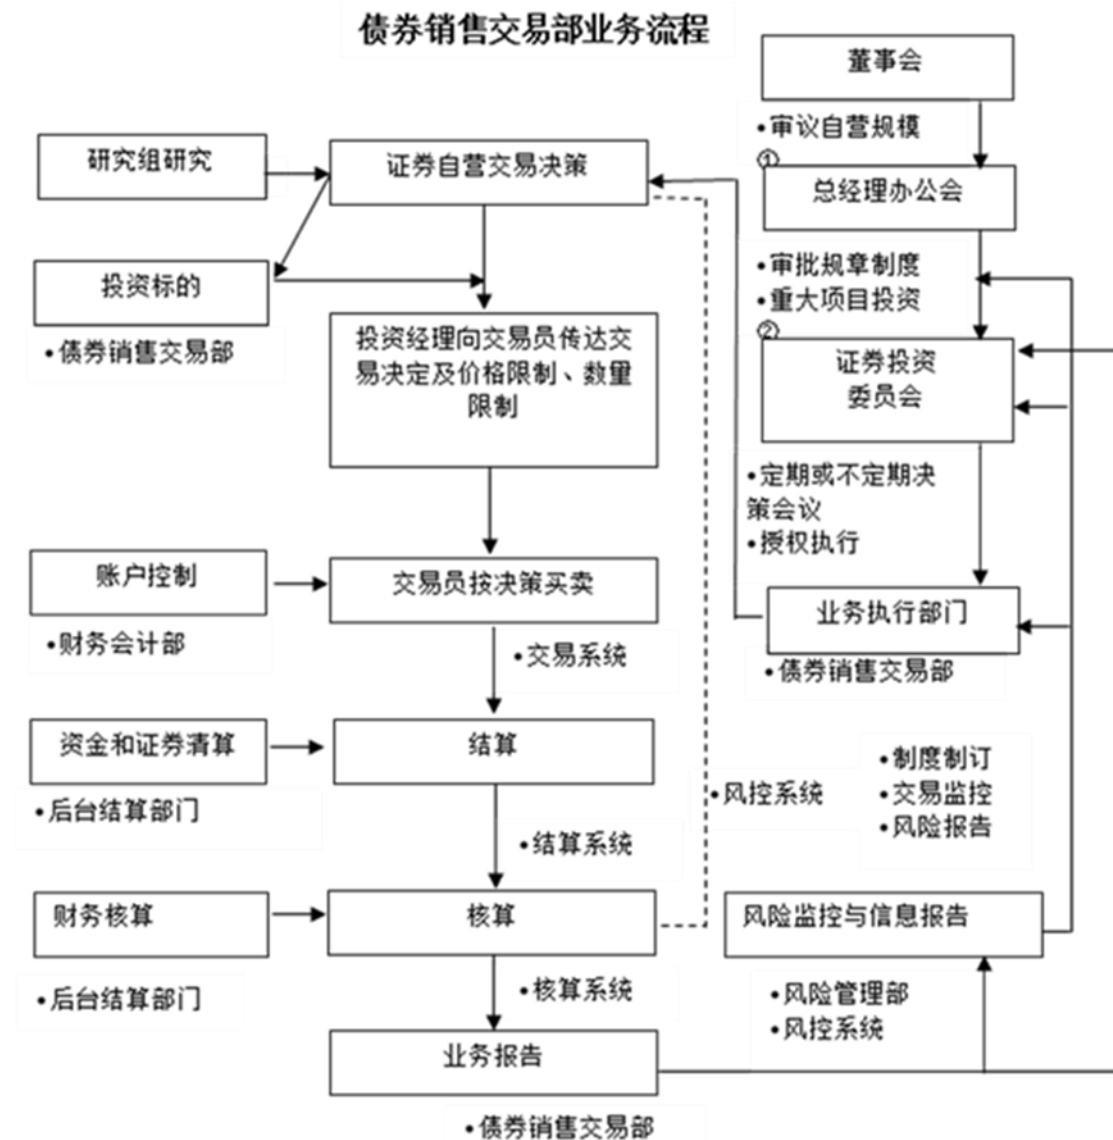 债券销售交易部业务流程
董事会
•审议自营规模
①
总经理办公会
•审批规章制度
•重大项目投资
②
证券投资
委员会
•定期或不定期决
策会议
•授权执行
业务执行部门
•债券销售交易部
研究组研究
证券自营交易决策
投资标的
•债券销售交易部
投资经理向交易员传达交
易决定及价格限制、数量
限制
账户控制
•财务会计部
交易员按决策买卖
•交易系统
资金和证券清算
•后台结算部门
结算
•结算系统
•风控系统
•制度制订
•交易监控
•风险报告
财务核算
•后台结算部门
核算
•核算系统
风险监控与信息报告
•风险管理部
•风控系统
业务报告
•债券销售交易部